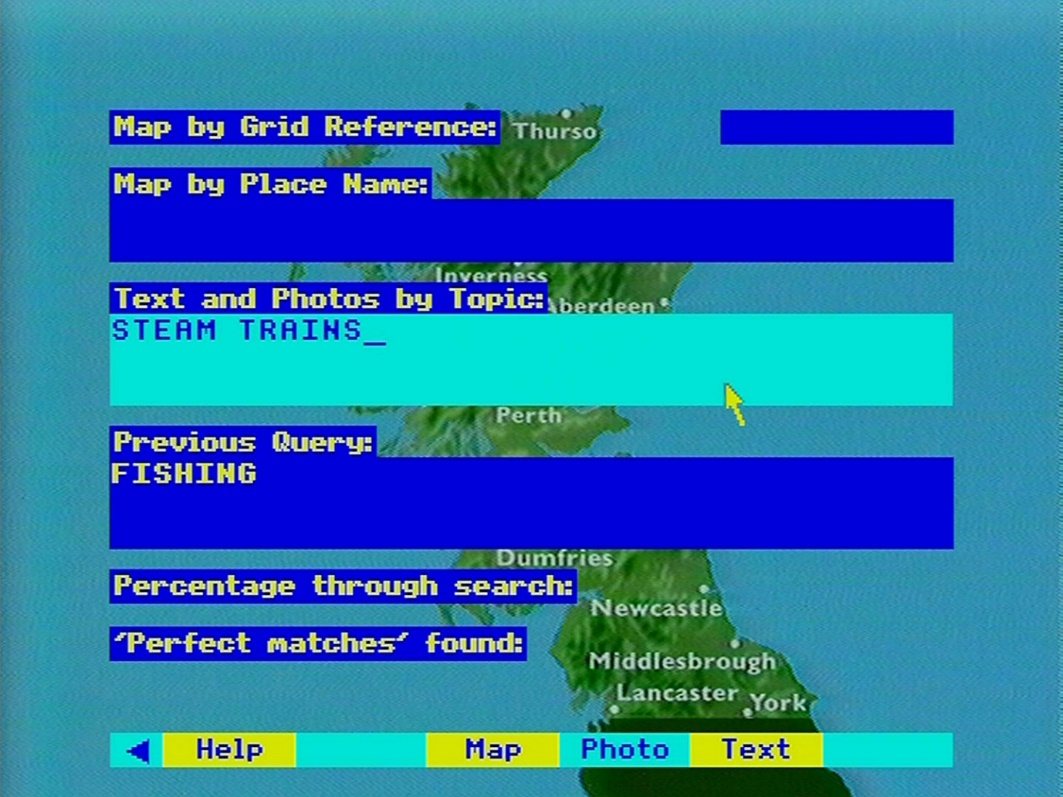 Map by Grid Reference:
Thurso
Map by Place Name:
Inverness
Text and Photos by Topic:
Aberdeen
STEAM TRAINS_
Perth
Previous Query:
FISHING
Dumfries
Percentage through search:
Newcastle
'Perfect matches' found:
Middlesbrough
Lancaster
York
Help Map Photo Text